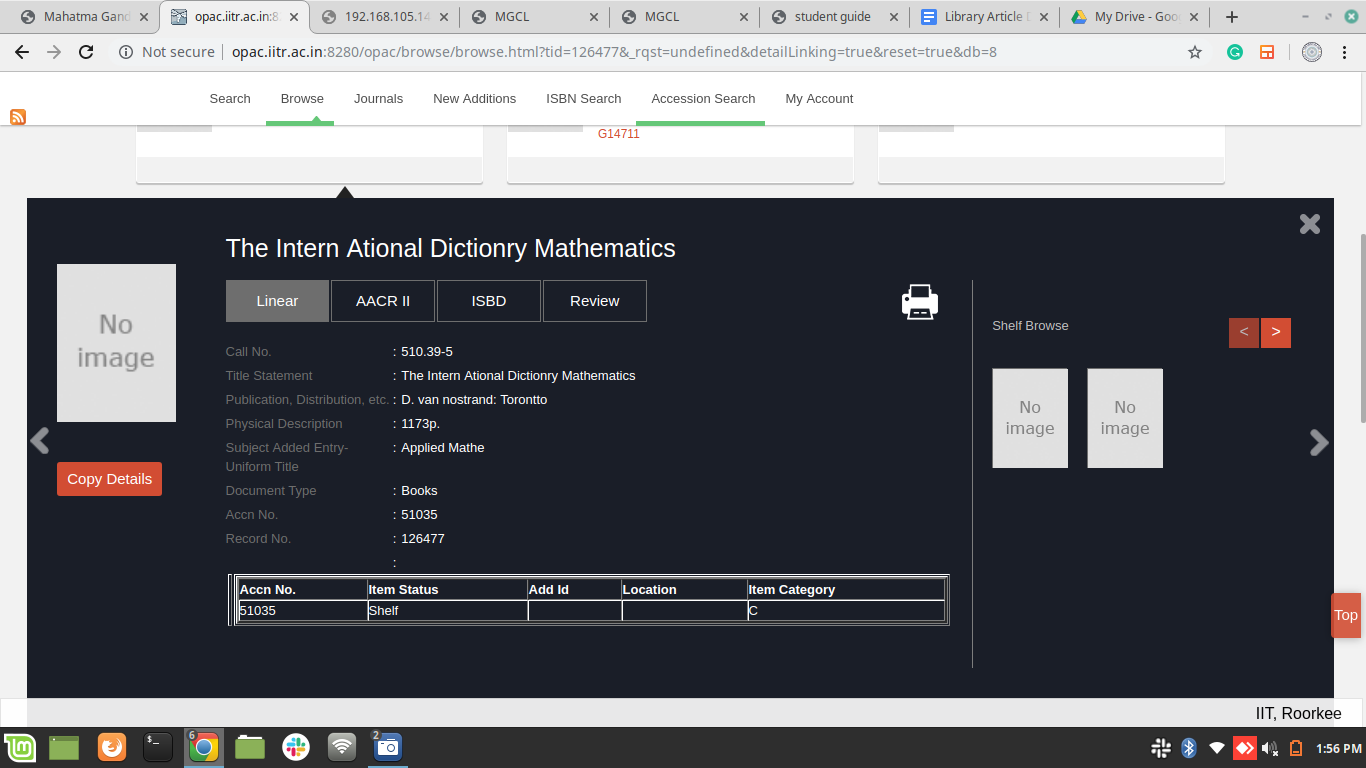 Mahatma Gand
opac.iitr.ac.in:8
192.168.105.14
MGCL
MGCL
student guide
Library Article D
My Drive - Goo
Not secure
opac.iitr.ac.in:8280/opac/browse/browse.html?tid=126477&_rqst=undefined&detailLinking=true&reset=true&db=8
Search
Browse
Journals
New Additions
ISBN Search
Accession Search
My Account
G14711
The Intern Ational Dictionry Mathematics
No
image
Copy Details
Linear
AACR II
ISBD
Review
Call No. : 510.39-5
Title Statement : The Intern Ational Dictionry Mathematics
Publication, Distribution, etc. : D. van nostrand: Torontto
Physical Description : 1173p.
Subject Added Entry- : Applied Mathe
Uniform Title
Document Type : Books
Accn No. : 51035
Record No. : 126477
:
Accn No. Item Status Add Id Location Item Category
51035 Shelf C
Shelf Browse
< >
No
image
No
image
Top
IIT, Roorkee
6
2
1:56 PM